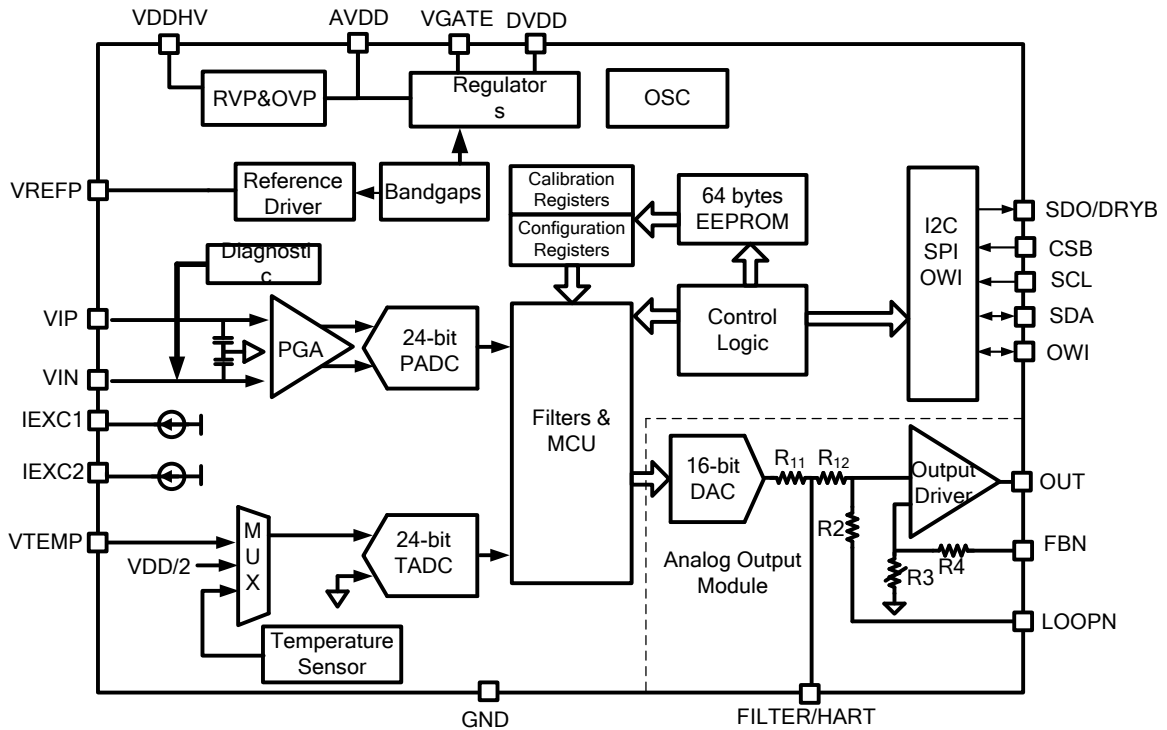 VDDHV
AVDD
VGATE
DVDD
RVP&OVP
Regulator
s
OSC
VREFP
Reference
Driver
Bandgaps
Calibration
Registers
Configuration
Registers
64 bytes
EEPROM
I2C
SPI
OWI
SDO/DRYB
CSB
SCL
SDA
OWI
Diagnosti
c
VIP
VIN
PGA
24-bit
PADC
Control
Logic
IEXC1
IEXC2
Filters &
MCU
VTEMP
VDD/2
M
U
X
24-bit
TADC
Temperature
Sensor
16-bit
DAC
R11
R12
Output
Driver
OUT
R2
FBN
R3
R4
Analog Output
Module
LOOPN
GND
FILTER/HART